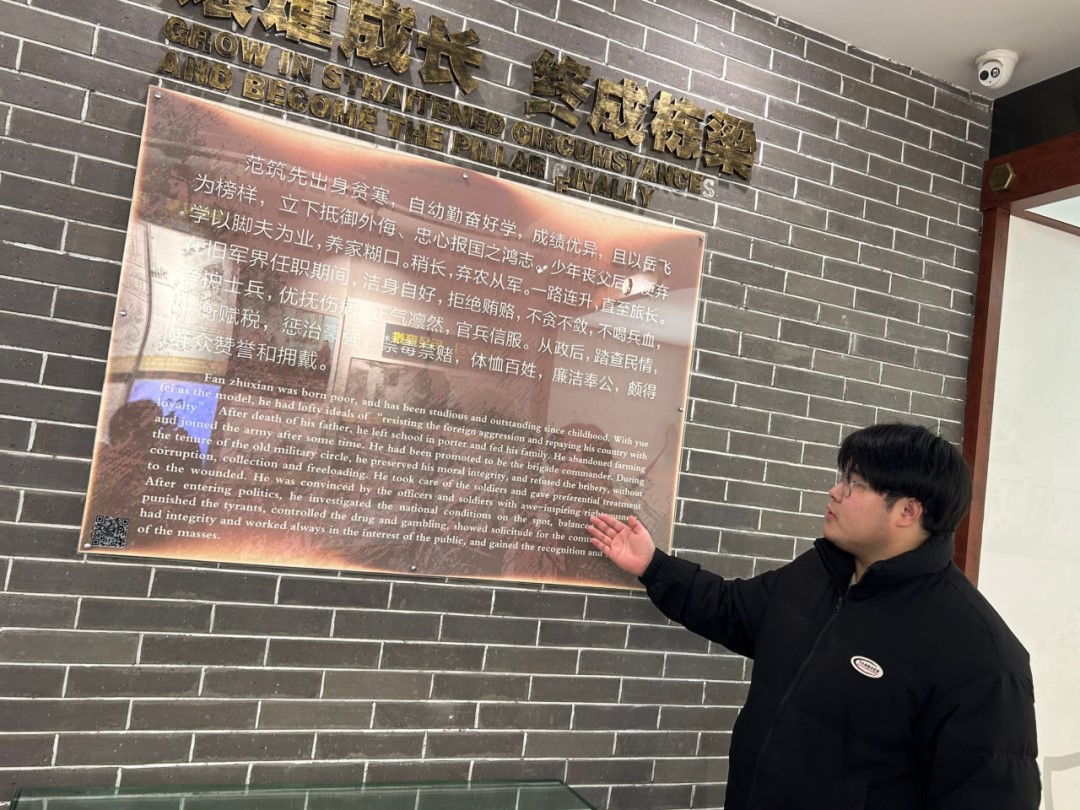 难成长 终成栋梁
GROW IN STRAITENED CIRCUMSTANCES
AND BECOME THE PILLAR FINALLY
范筑先出身贫寒，自幼勤奋好学，成绩优异，且以岳飞
为榜样，立下抵御外侮、忠心报国之鸿志。少年丧父后，便弃
学以脚夫为业，养家糊口。稍长，弃农从军。一路连升，直至旅长。
在旧军界任职期间，洁身自好，拒绝贿赂，不贪不敛，不喝兵血，
爱护士兵，优抚伤 正气凛然，官兵信服。从政后，踏查民情，
衡赋税，惩治豪 禁毒禁赌，体恤百姓，廉洁奉公，颇得
群众赞誉和拥戴。
Fan zhuxian was born poor, and has been studious and outstanding since childhood. With yue
fei as the model, he had lofty ideals of "resisting the foreign aggression and repaying his country with
loyalty". After death of his father, he left school in porter and fed his family. He abandoned farming
and joined the army after some time. He had been promoted to be the brigade commander. During
the tenure of the old military circle, he preserved his moral integrity, and refused the bribery, without
corruption, collection and freeloading. He took care of the soldiers and gave preferential treatment
to the wounded. He was convinced by the officers and soldiers with awe-inspiring
After entering politics, he investigated the national conditions on the spot,
punished the tyrants, controlled the drug and gambling, showed solicitude for the
had integrity and worked always in the interest of the public, and gained the recognition and
of the masses.